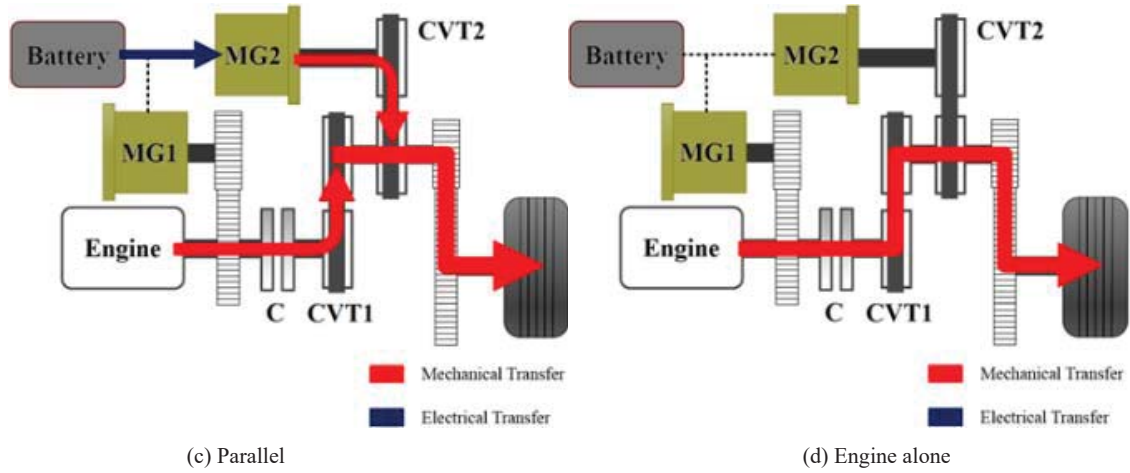 Battery
MG2
CVT2
MG1
Engine
C
CVT1
Mechanical Transfer
Electrical Transfer
(c) Parallel
Battery
MG2
CVT2
MG1
Engine
C
CVT1
Mechanical Transfer
Electrical Transfer
(d) Engine alone